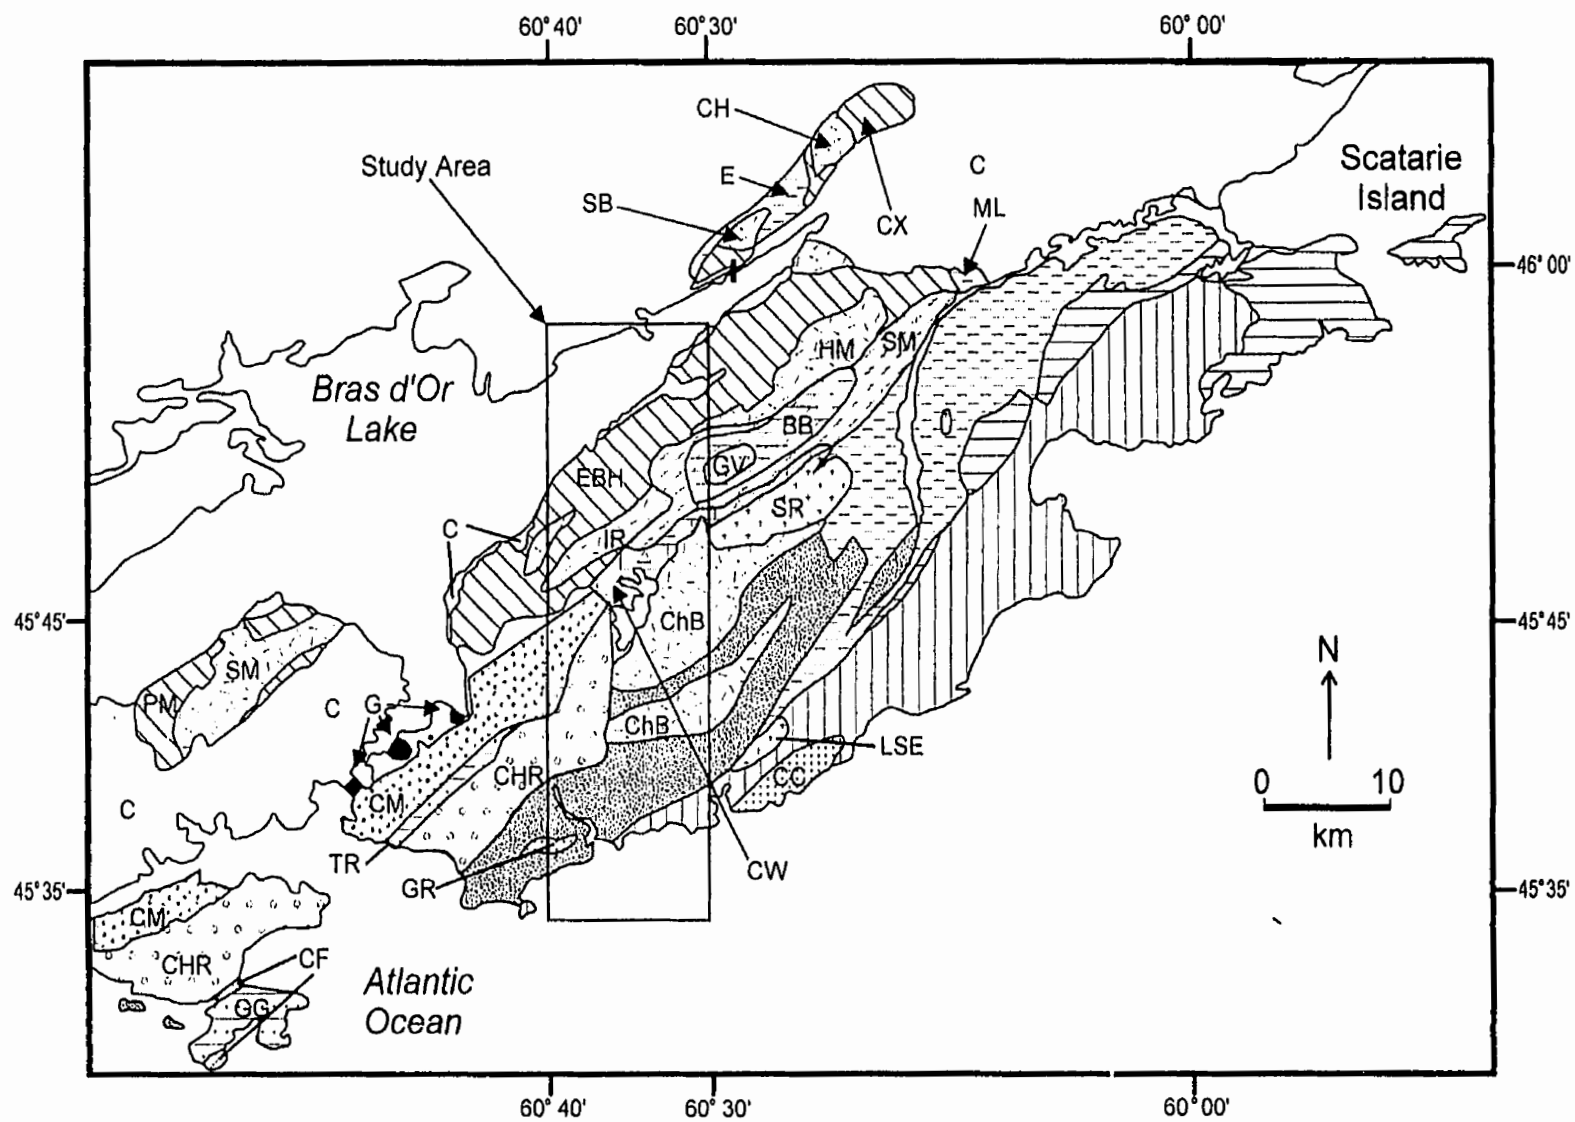 60°40' 60°30' 60°00'
CH
Study Area
E
C
Scatarie
Island
SB
CX
ML
46°00'
HM
SM
Bras d'Or
Lake
BB
GV
EBH
SR
C
IR
45°45'
ChB
45°45'
N
SM
PM
C
G
ChB
LSE
CHR
CC
0 10
km
C
CM
TR
GR
CW
45°35'
45°35'
CM
CHR
CF
Atlantic
Ocean
GG
60°40' 60°30' 60°00'